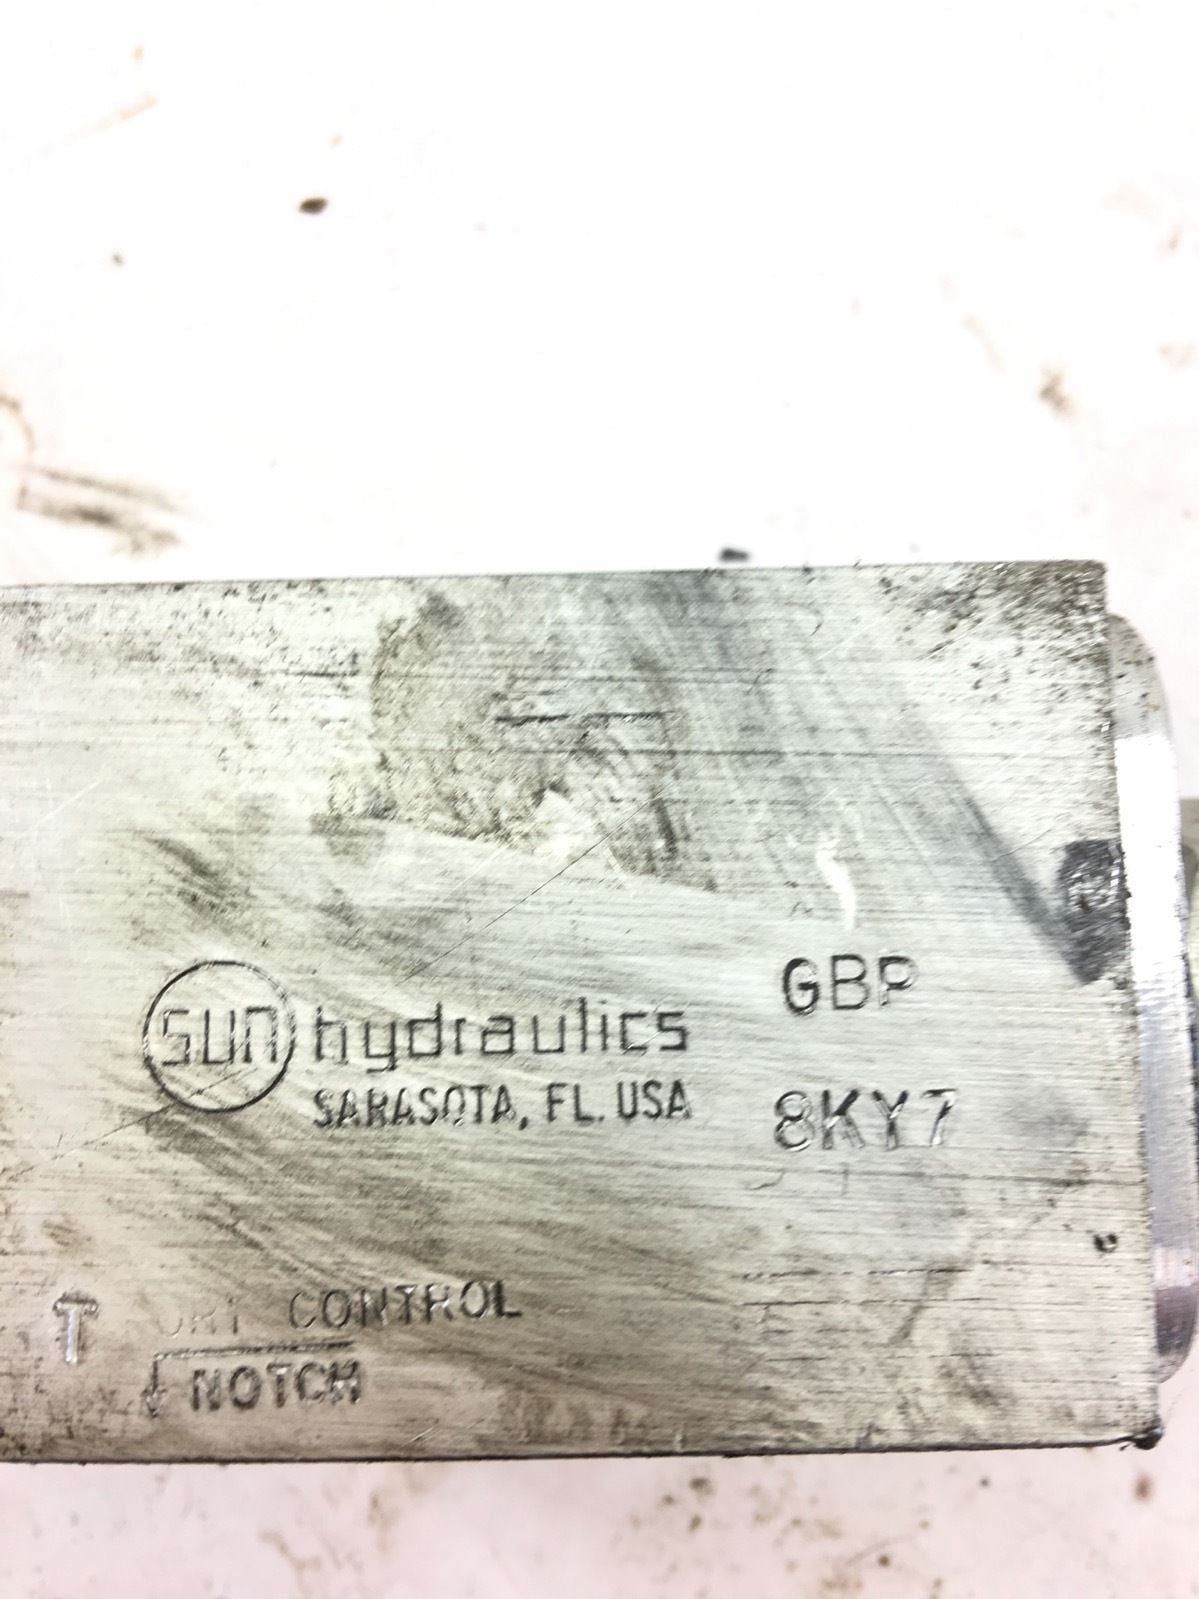 SUN hydraulics
SARASOTA, FL. USA
GBP
8KY7
T CONTROL
NOTCH